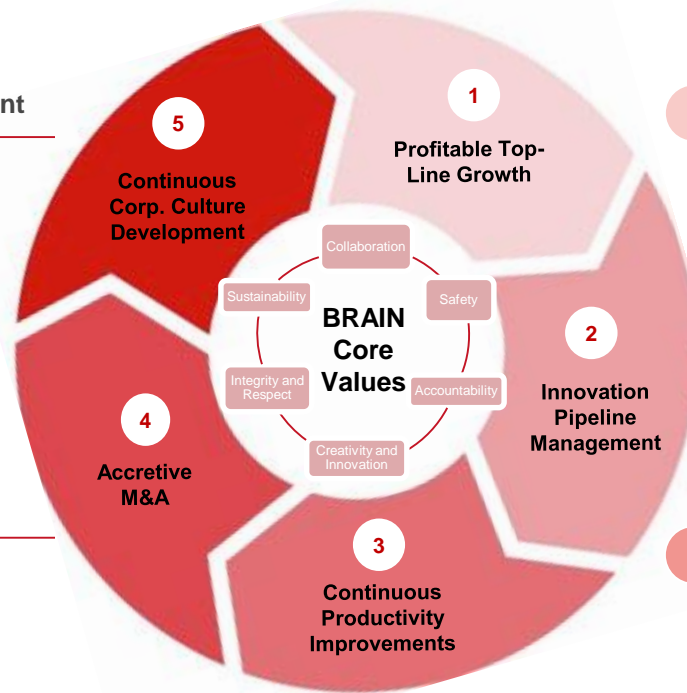 nt
5
Continuous
Corp. Culture
Development
1
Profitable Top-
Line Growth
Collaboration
Sustainability
Safety
BRAIN
Core
Values
Integrity and
Respect
Accountability
Creativity and
Innovation
2
Innovation
Pipeline
Management
4
Accretive
M&A
3
Continuous
Productivity
Improvements